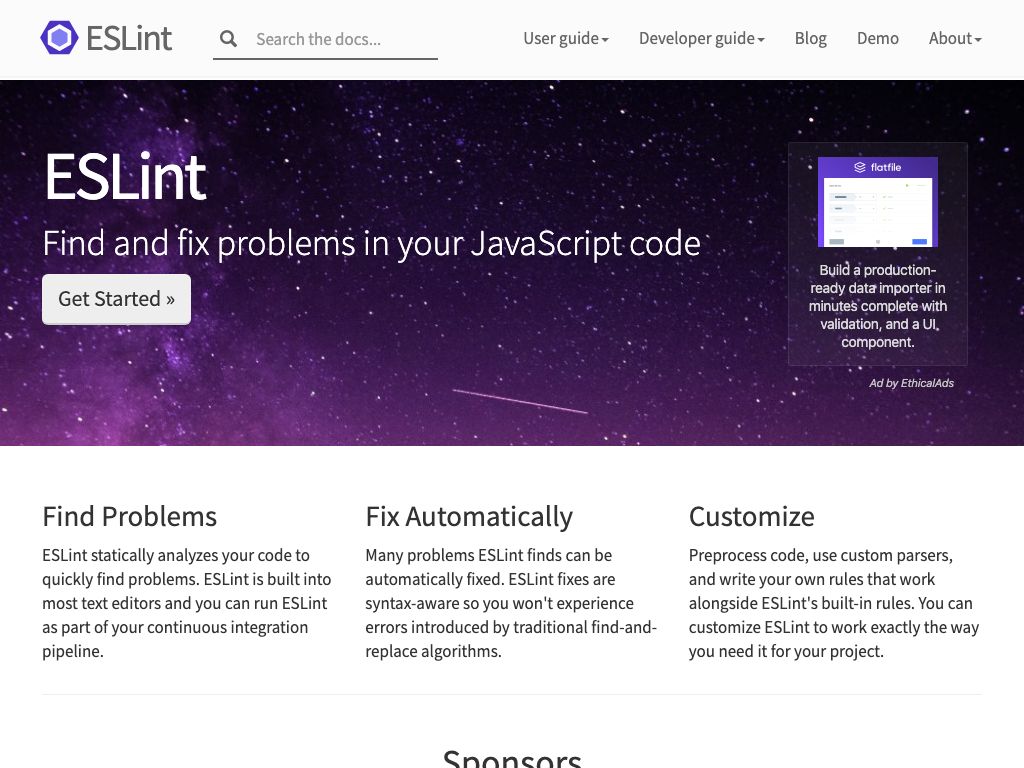 ESLint
Search the docs...
User guide
Developer guide
Blog
Demo
About
ESLint
Find and fix problems in your JavaScript code
Get Started »
flatfile
Build a production-
ready data importer in
minutes complete with
validation, and a UI
component.
Ad by EthicalAds
Find Problems
ESLint statically analyzes your code to
quickly find problems. ESLint is built into
most text editors and you can run ESLint
as part of your continuous integration
pipeline.
Fix Automatically
Many problems ESLint finds can be
automatically fixed. ESLint fixes are
syntax-aware so you won't experience
errors introduced by traditional find-and-
replace algorithms.
Customize
Preprocess code, use custom parsers,
and write your own rules that work
alongside ESLint's built-in rules. You can
customize ESLint to work exactly the way
you need it for your project.
Sponsors